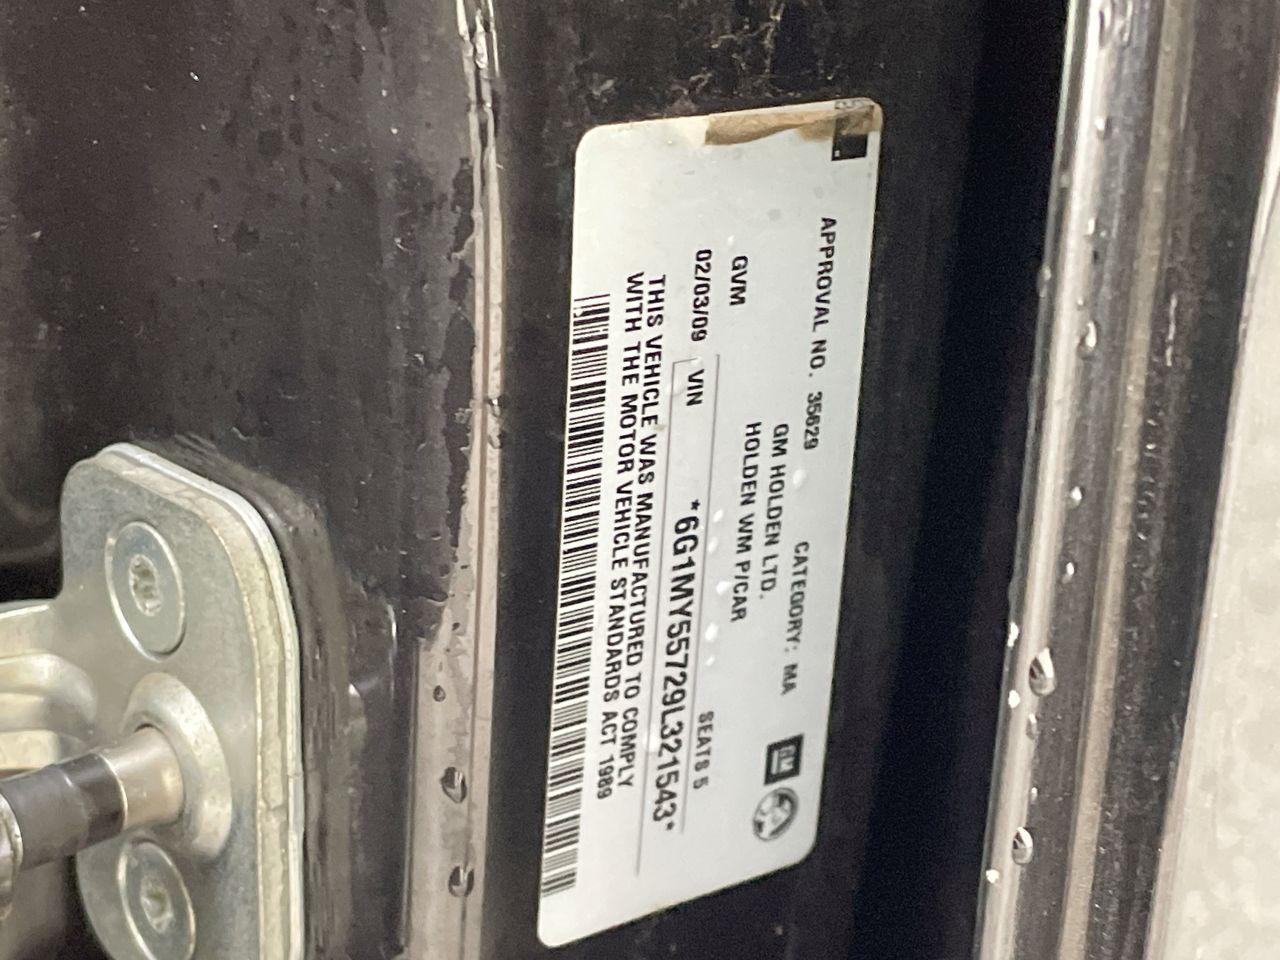 APPROVAL NO. 35629 CATEGORY: MA
GM
GM HOLDEN LTD.
HOLDEN WM P/CAR
GVM
SEATS 5
02/03/09 VIN *6G1MY55729L321543*
THIS VEHICLE WAS MANUFACTURED TO COMPLY
WITH THE MOTOR VEHICLE STANDARDS ACT 1989